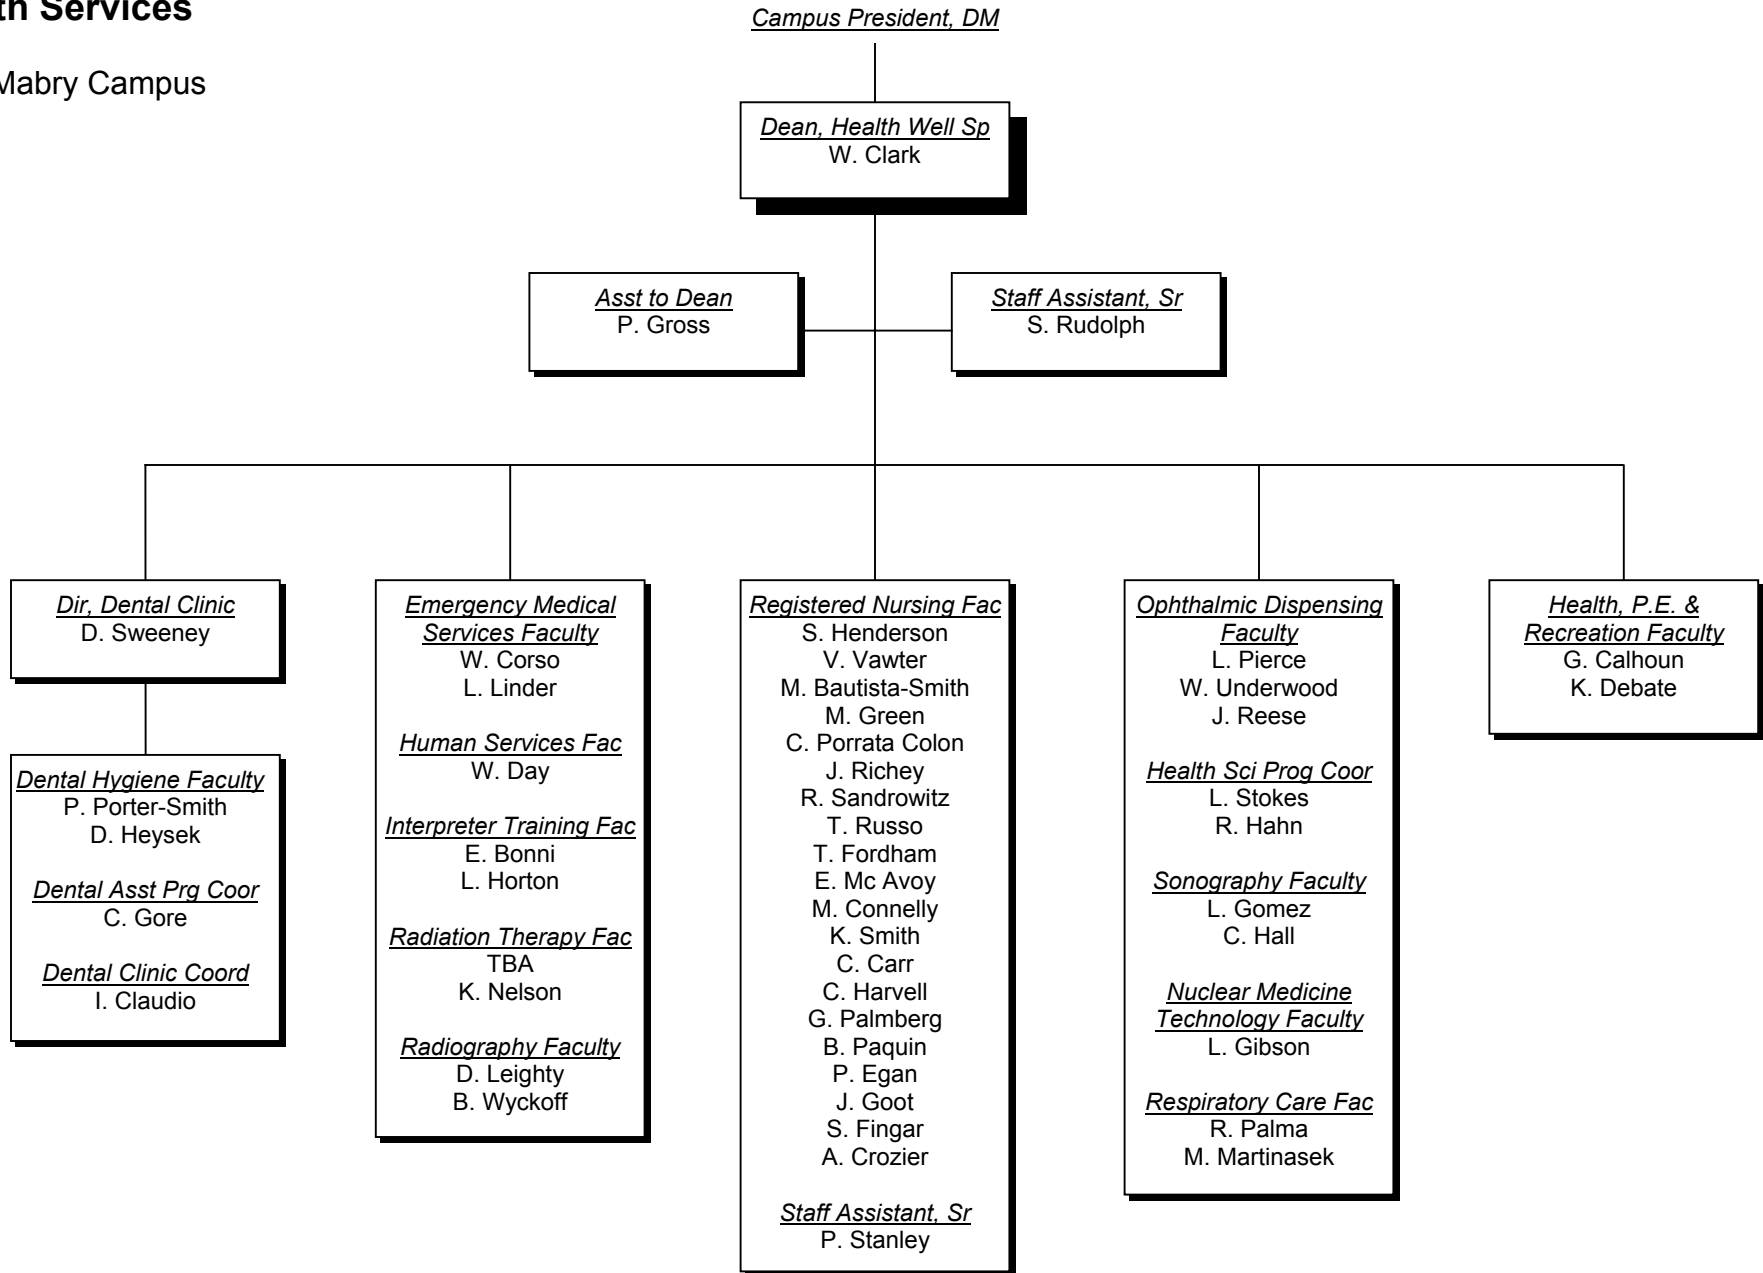 th Services
Mabry Campus
Campus President, DM
Dean, Health Well Sp
W. Clark
Asst to Dean
P. Gross
Staff Assistant, Sr
S. Rudolph
Dir, Dental Clinic
D. Sweeney
Dental Hygiene Faculty
P. Porter-Smith
D. Heysek
Dental Asst Prg Coor
C. Gore
Dental Clinic Coord
I. Claudio
Emergency Medical
Services Faculty
W. Corso
L. Linder
Human Services Fac
W. Day
Interpreter Training Fac
E. Bonni
L. Horton
Radiation Therapy Fac
TBA
K. Nelson
Radiography Faculty
D. Leighty
B. Wyckoff
Registered Nursing Fac
S. Henderson
V. Vawter
M. Bautista-Smith
M. Green
C. Porrata Colon
J. Richey
R. Sandrowitz
T. Russo
T. Fordham
E. Mc Avoy
M. Connelly
K. Smith
C. Carr
C. Harvell
G. Palmberg
B. Paquin
P. Egan
J. Goot
S. Fingar
A. Crozier
Staff Assistant, Sr
P. Stanley
Ophthalmic Dispensing
Faculty
L. Pierce
W. Underwood
J. Reese
Health Sci Prog Coor
L. Stokes
R. Hahn
Sonography Faculty
L. Gomez
C. Hall
Nuclear Medicine
Technology Faculty
L. Gibson
Respiratory Care Fac
R. Palma
M. Martinasek
Health, P.E. &
Recreation Faculty
G. Calhoun
K. Debate